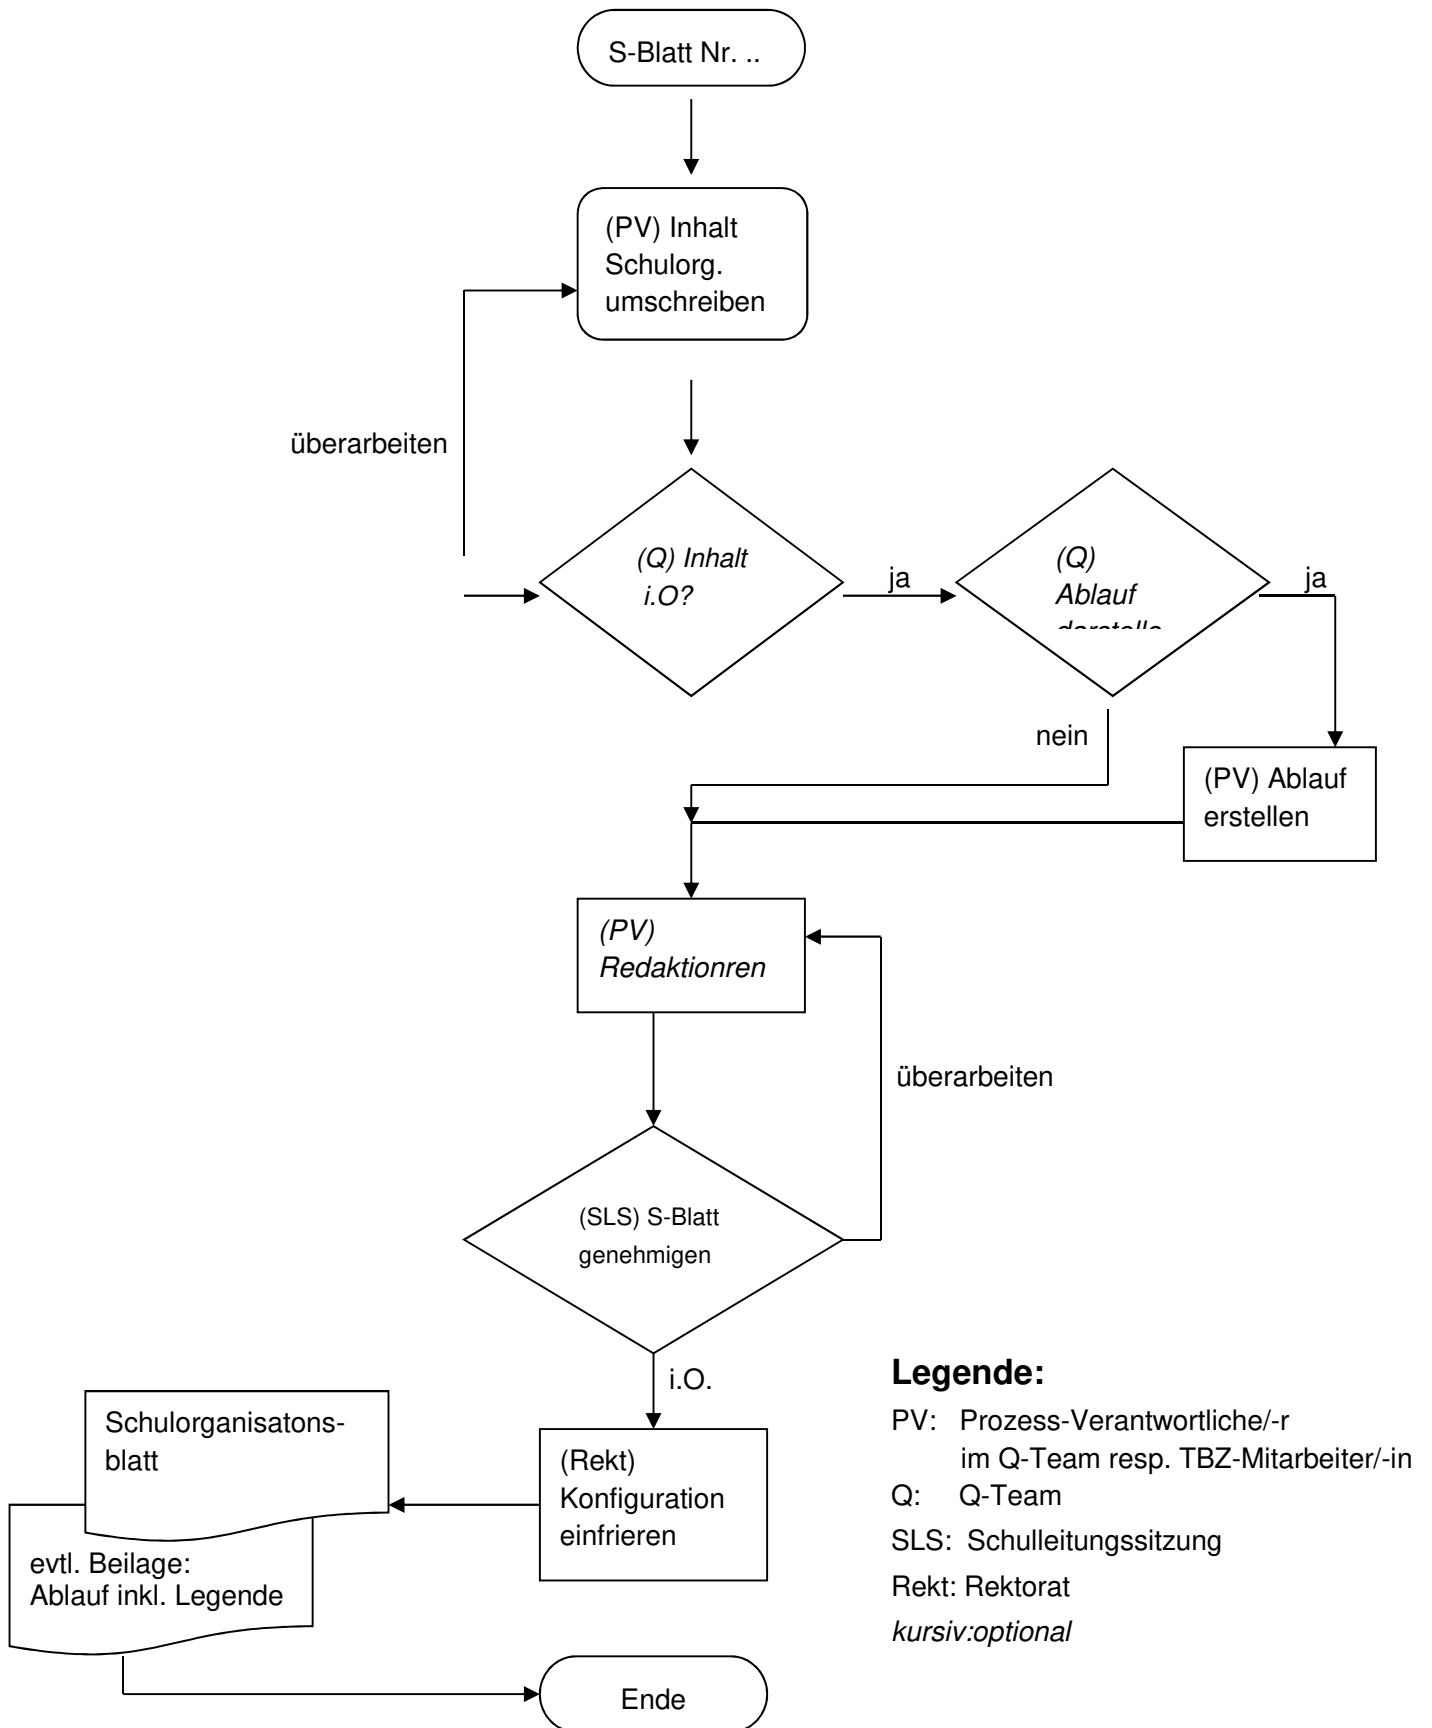 S-Blatt Nr. ..
(PV) Inhalt
Schulorg.
umschreiben
überarbeiten
(Q) Inhalt
i.O?
ja
(Q)
Ablauf
ja
nein
(PV) Ablauf
erstellen
(PV)
Redaktionren
überarbeiten
(SLS) S-Blatt
genehmigen
i.O.
Schulorganisatons-
blatt
(Rekt)
Konfiguration
einfrieren
evtl. Beilage:
Ablauf inkl. Legende
Ende
Legende:
PV: Prozess-Verantwortliche/-r
im Q-Team resp. TBZ-Mitarbeiter/-in
Q: Q-Team
SLS: Schulleitungssitzung
Rekt: Rektorat
kursiv:optional